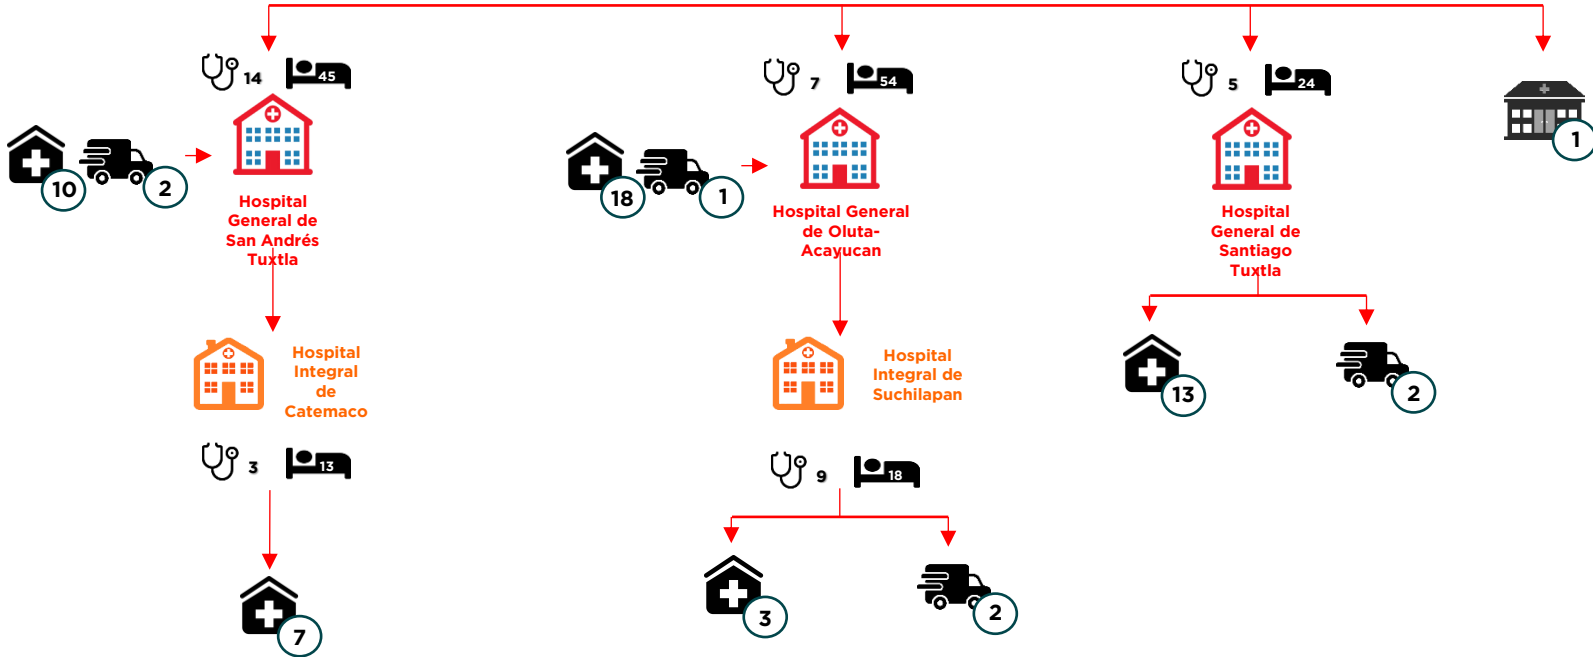 14
45
7
54
5
24
10
2
18
1
1
Hospital
General de
San Andrés
Tuxtla
Hospital General
de Oluta-
Acayucan
Hospital
General de
Santiago
Tuxtla
Hospital
Integral
de
Catemaco
Hospital
Integral de
Suchilapan
13
2
3
13
9
18
7
3
2